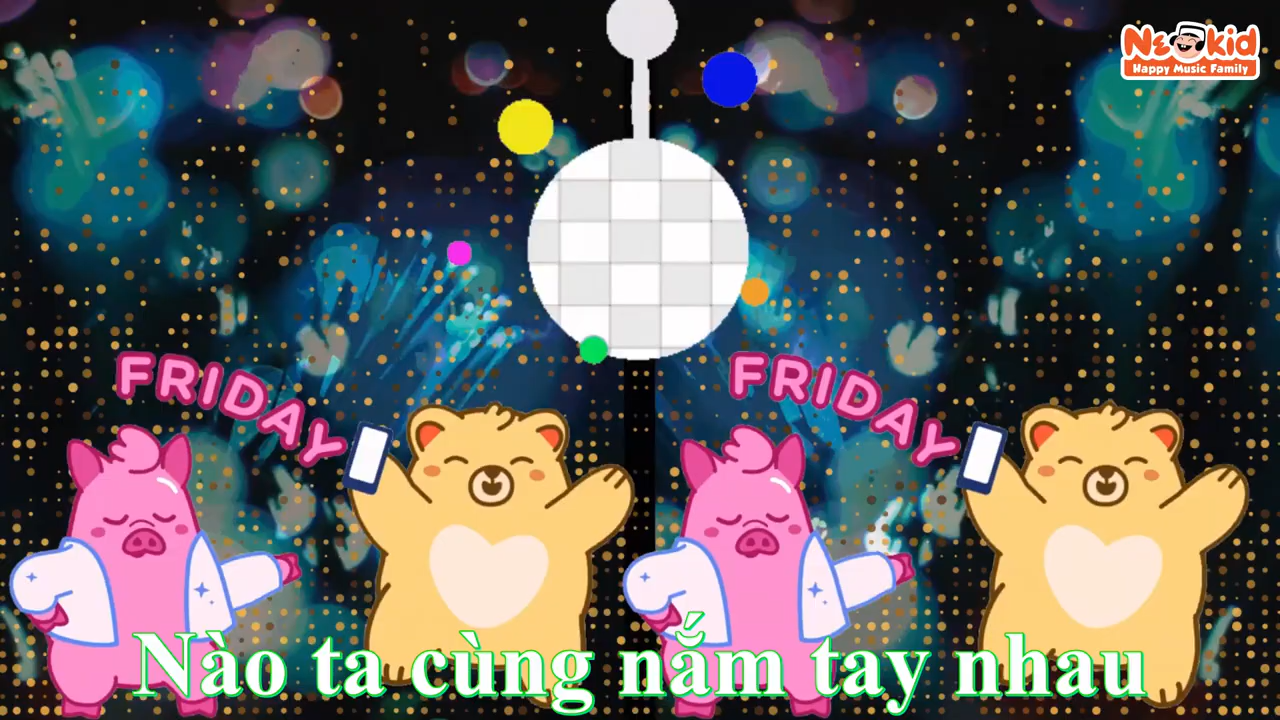 Neokid
Happy Music Family
FRIDAY
FRIDAY
Nào ta cùng nắm tay nhau